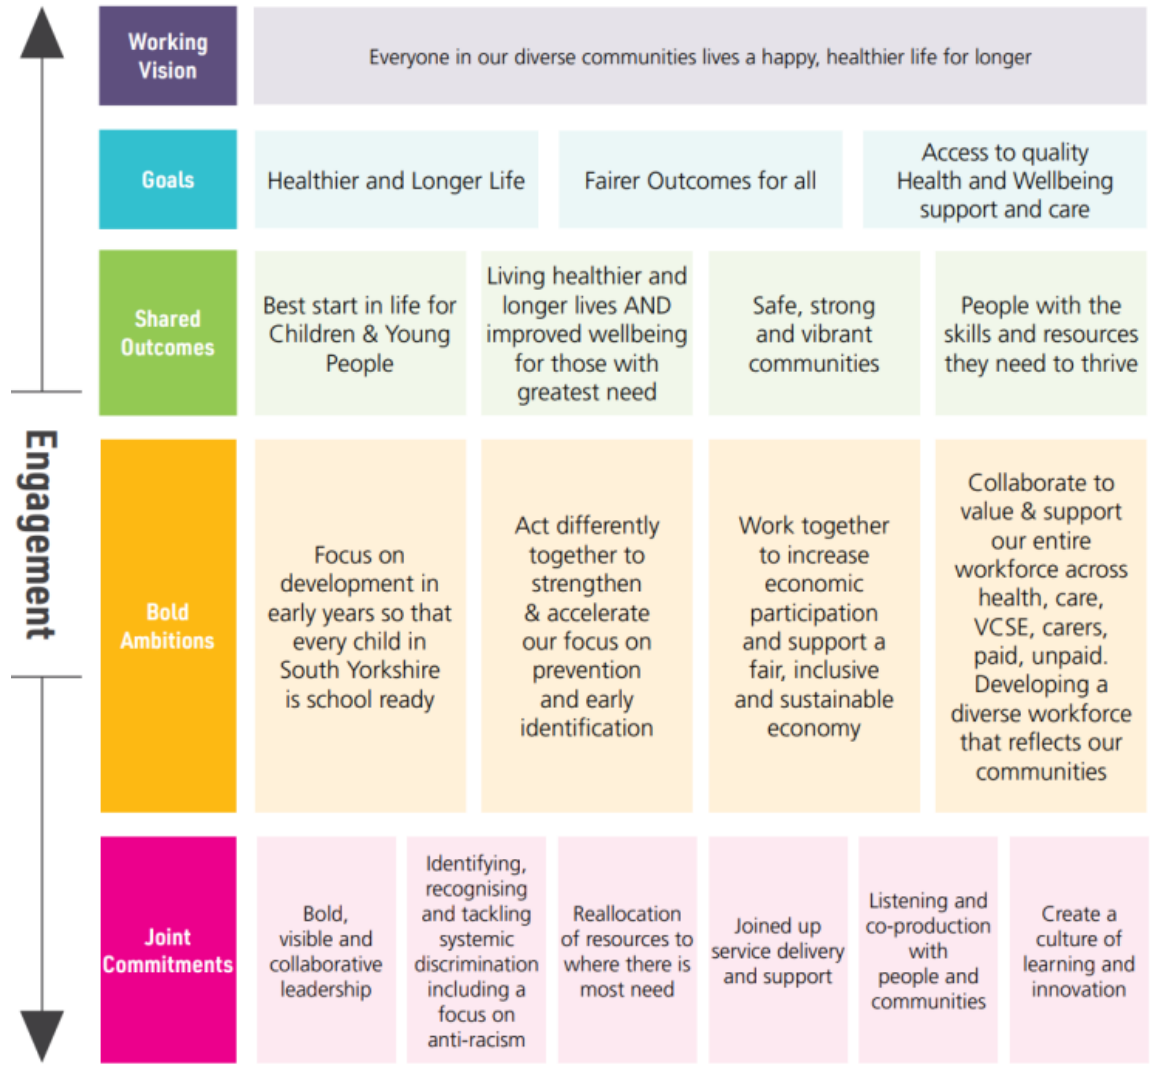 Engagement
Working
Vision
Everyone in our diverse communities lives a happy, healthier life for longer
Goals
Healthier and Longer Life
Fairer Outcomes for all
Access to quality
Health and Wellbeing
support and care
Shared
Outcomes
Best start in life for
Children & Young
People
Living healthier and
longer lives AND
improved wellbeing
for those with
greatest need
Safe, strong
and vibrant
communities
People with the
skills and resources
they need to thrive
Bold
Ambitions
Focus on
development in
early years so that
every child in
South Yorkshire
is school ready
Act differently
together to
strengthen
& accelerate
our focus on
prevention
and early
identification
Work together
to increase
economic
participation
and support a
fair, inclusive
and sustainable
economy
Collaborate to
value & support
our entire
workforce across
health, care,
VCSE, carers,
paid, unpaid.
Developing a
diverse workforce
that reflects our
communities
Joint
Commitments
Bold,
visible and
collaborative
leadership
Identifying,
recognising
and tackling
systemic
discrimination
including a
focus on
anti-racism
Reallocation
of resources to
where there is
most need
Joined up
service delivery
and support
Listening and
co-production
with
people and
communities
Create a
culture of
learning and
innovation